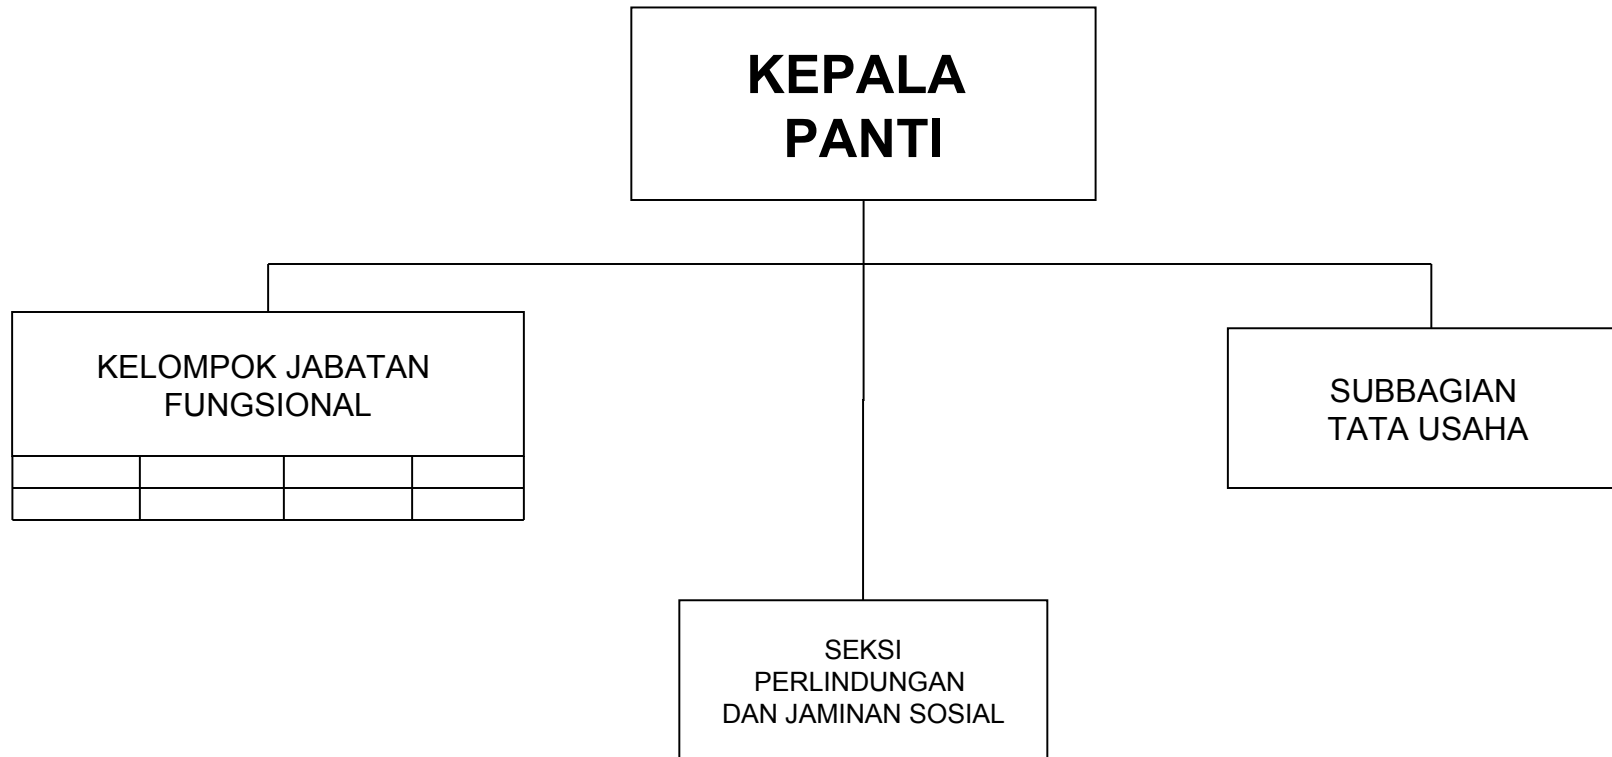 KEPALA
PANTI
KELOMPOK JABATAN
FUNGSIONAL
SUBBAGIAN
TATA USAHA
SEKSI
PERLINDUNGAN
DAN JAMINAN SOSIAL